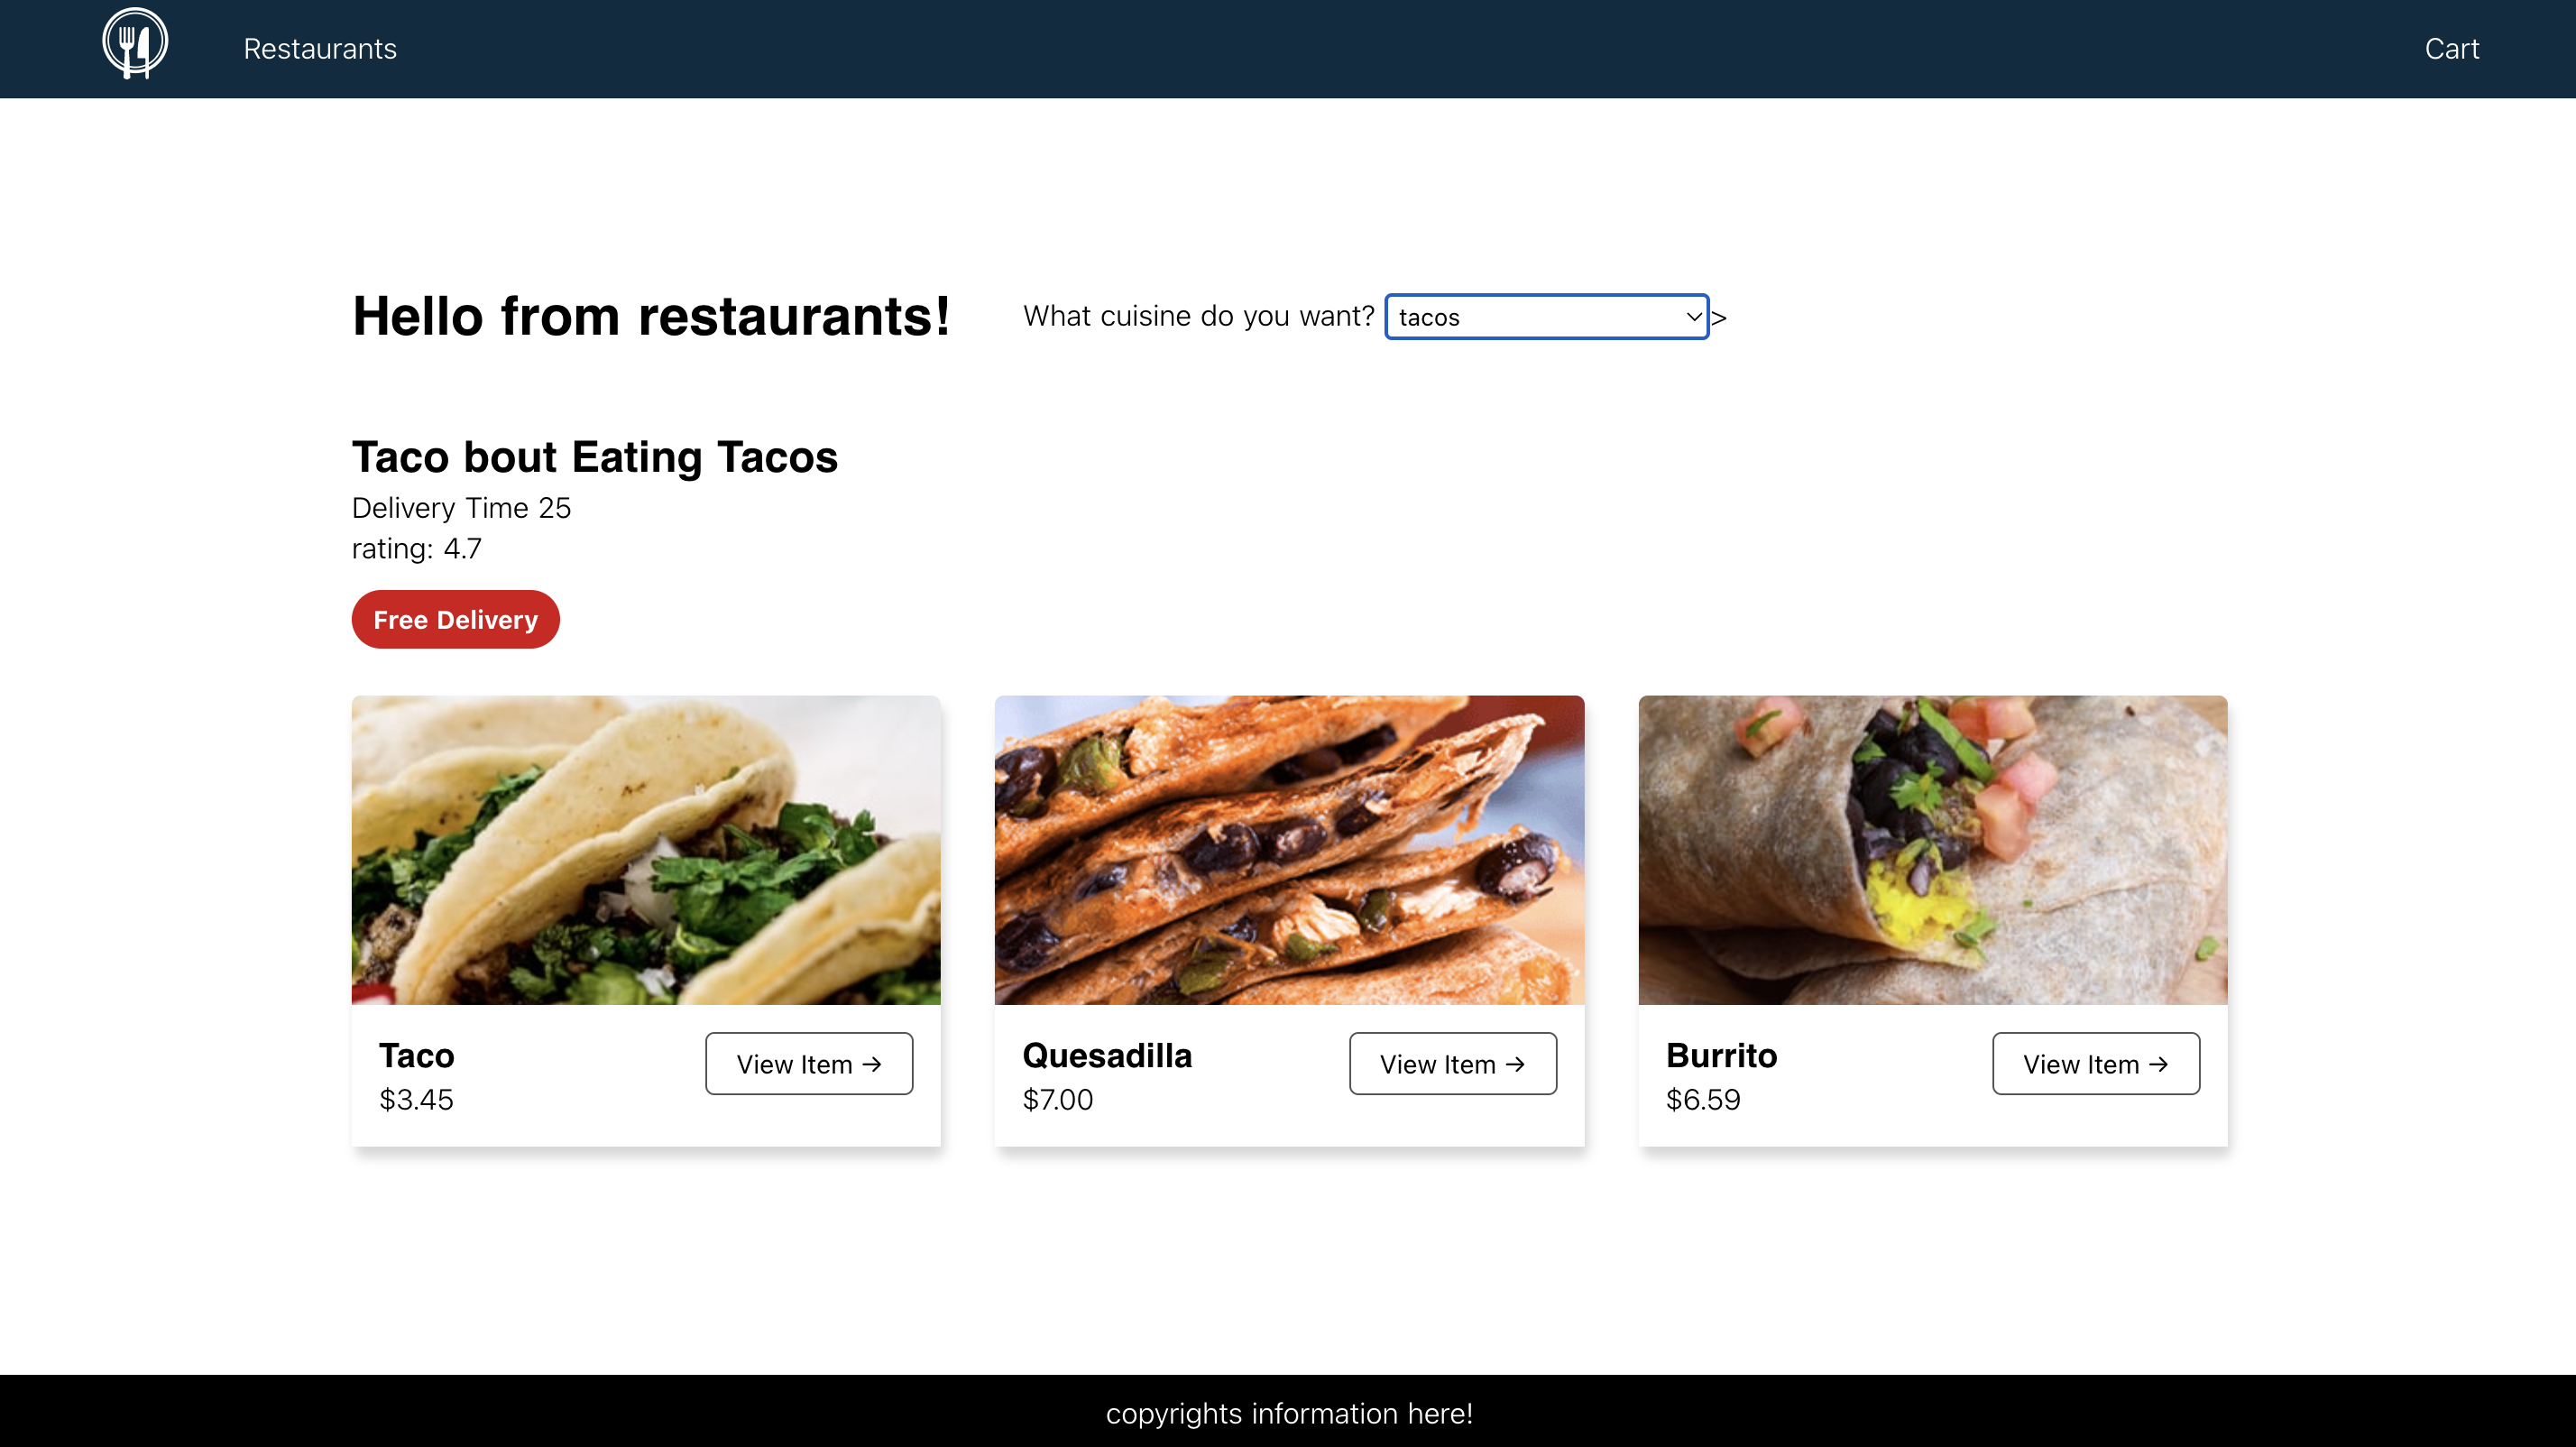 Restaurants
Cart
Hello from restaurants!
What cuisine do you want? tacos >
Taco bout Eating Tacos
Delivery Time 25
rating: 4.7
Free Delivery
Taco
$3.45
View Item →
Quesadilla
$7.00
View Item →
Burrito
$6.59
View Item →
copyrights information here!